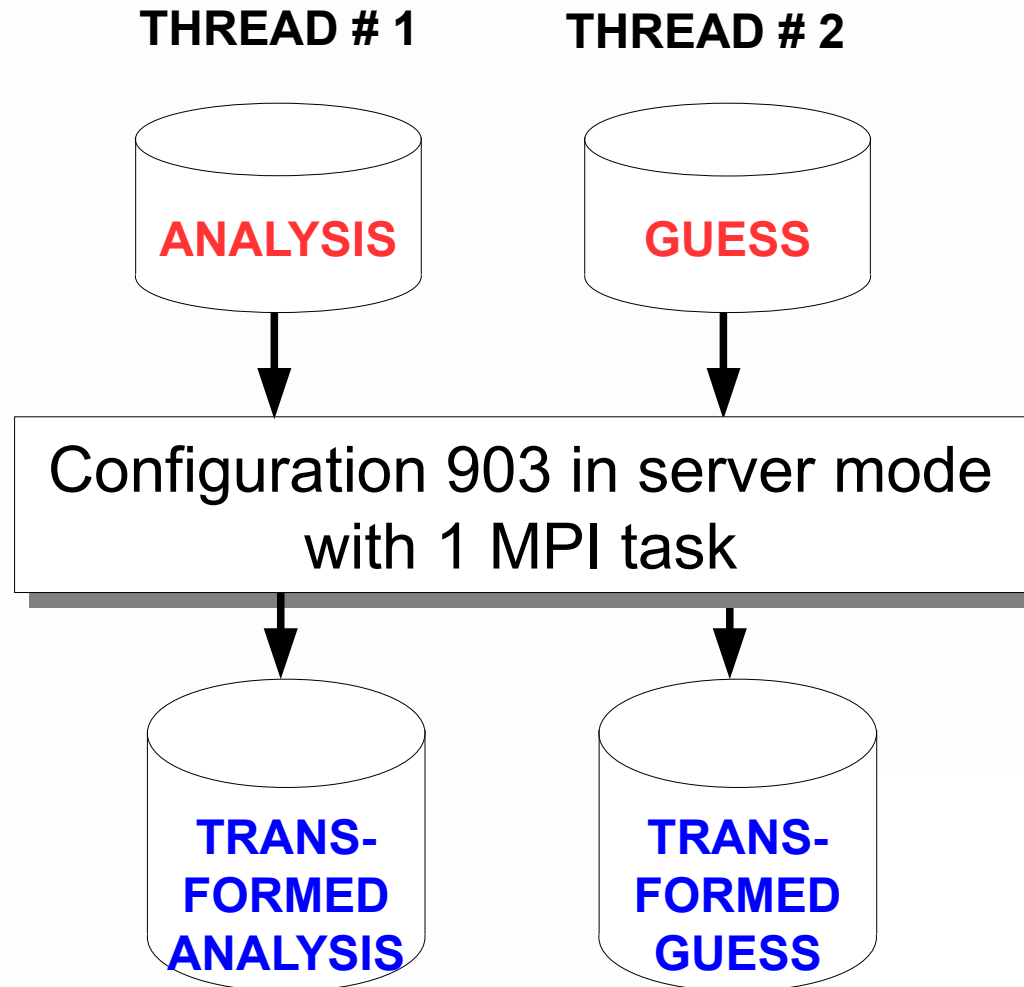 THREAD # 1
THREAD # 2
ANALYSIS
GUESS
Configuration 903 in server mode
with 1 MPI task
TRANS-
FORMED
ANALYSIS
TRANS-
FORMED
GUESS